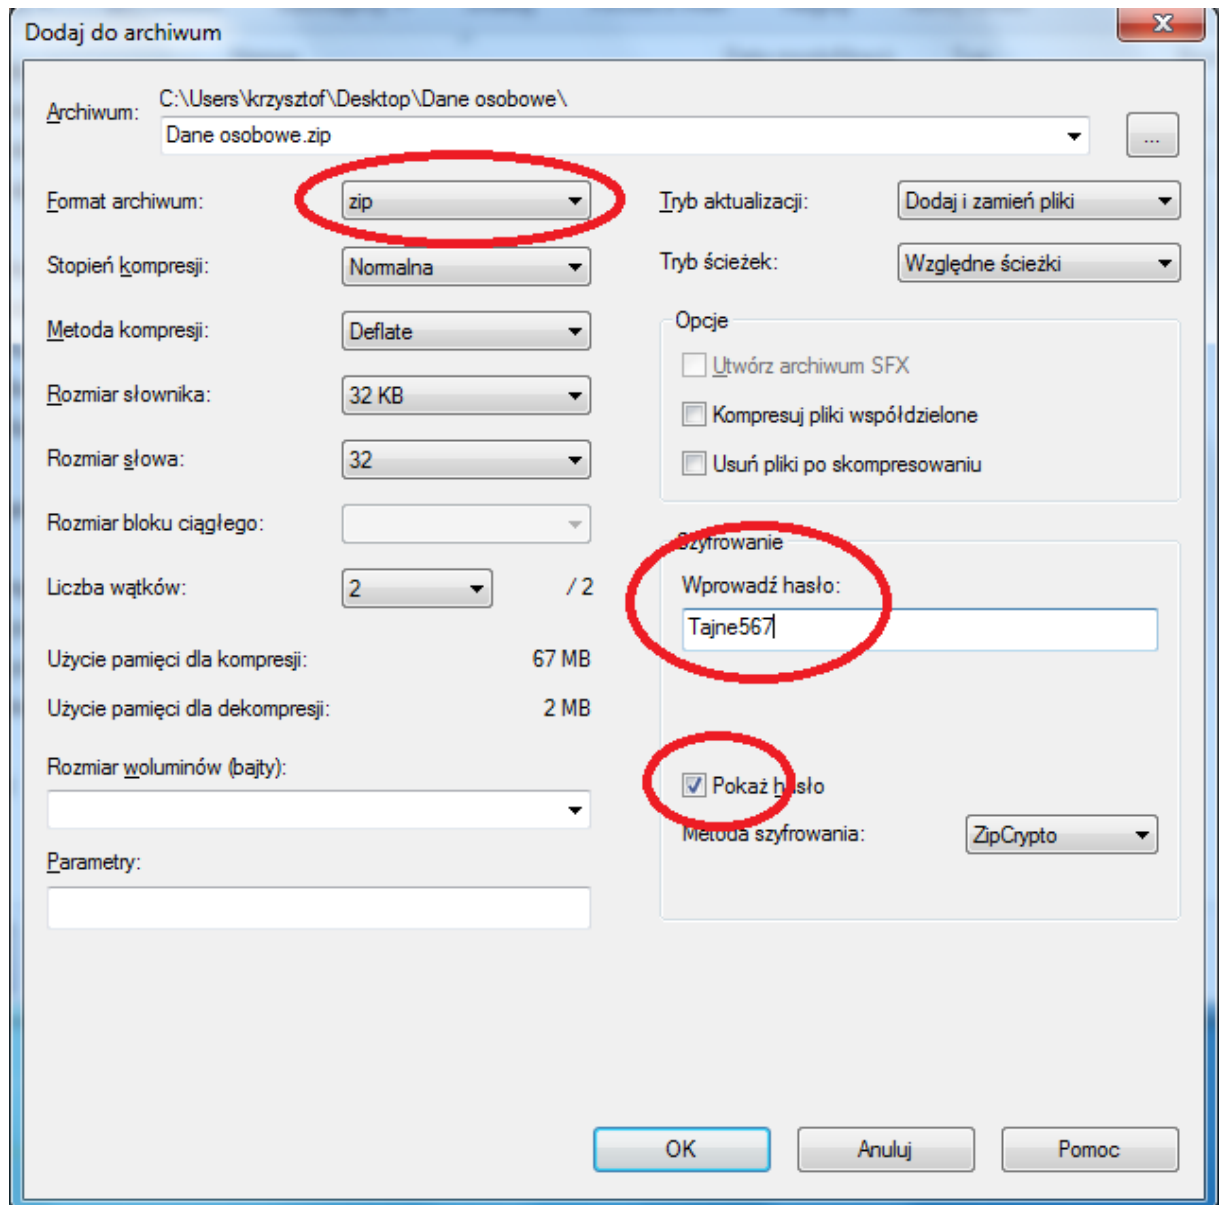 Dodaj do archiwum
Archiwum:
C:\Users\krzysztof\Desktop\Dane osobowe\
Dane osobowe.zip
...
Format archiwum:
zip
Stopień kompresji:
Normalna
Metoda kompresji:
Deflate
Rozmiar słownika:
32 KB
Rozmiar słowa:
32
Rozmiar bloku ciągłego:
Liczba wątków:
2
/ 2
Użycie pamięci dla kompresji:
67 MB
Użycie pamięci dla dekompresji:
2 MB
Rozmiar woluminów (bajty):
Parametry:
Tryb aktualizacji:
Dodaj i zamień pliki
Tryb ścieżek:
Względne ścieżki
Opcje
Utwórz archiwum SFX
Kompresuj pliki współdzielone
Usuń pliki po skompresowaniu
Szyfrowanie
Wprowadź hasło:
Tajne567
Pokaż hasło
Metoda szyfrowania:
ZipCrypto
OK
Anuluj
Pomoc